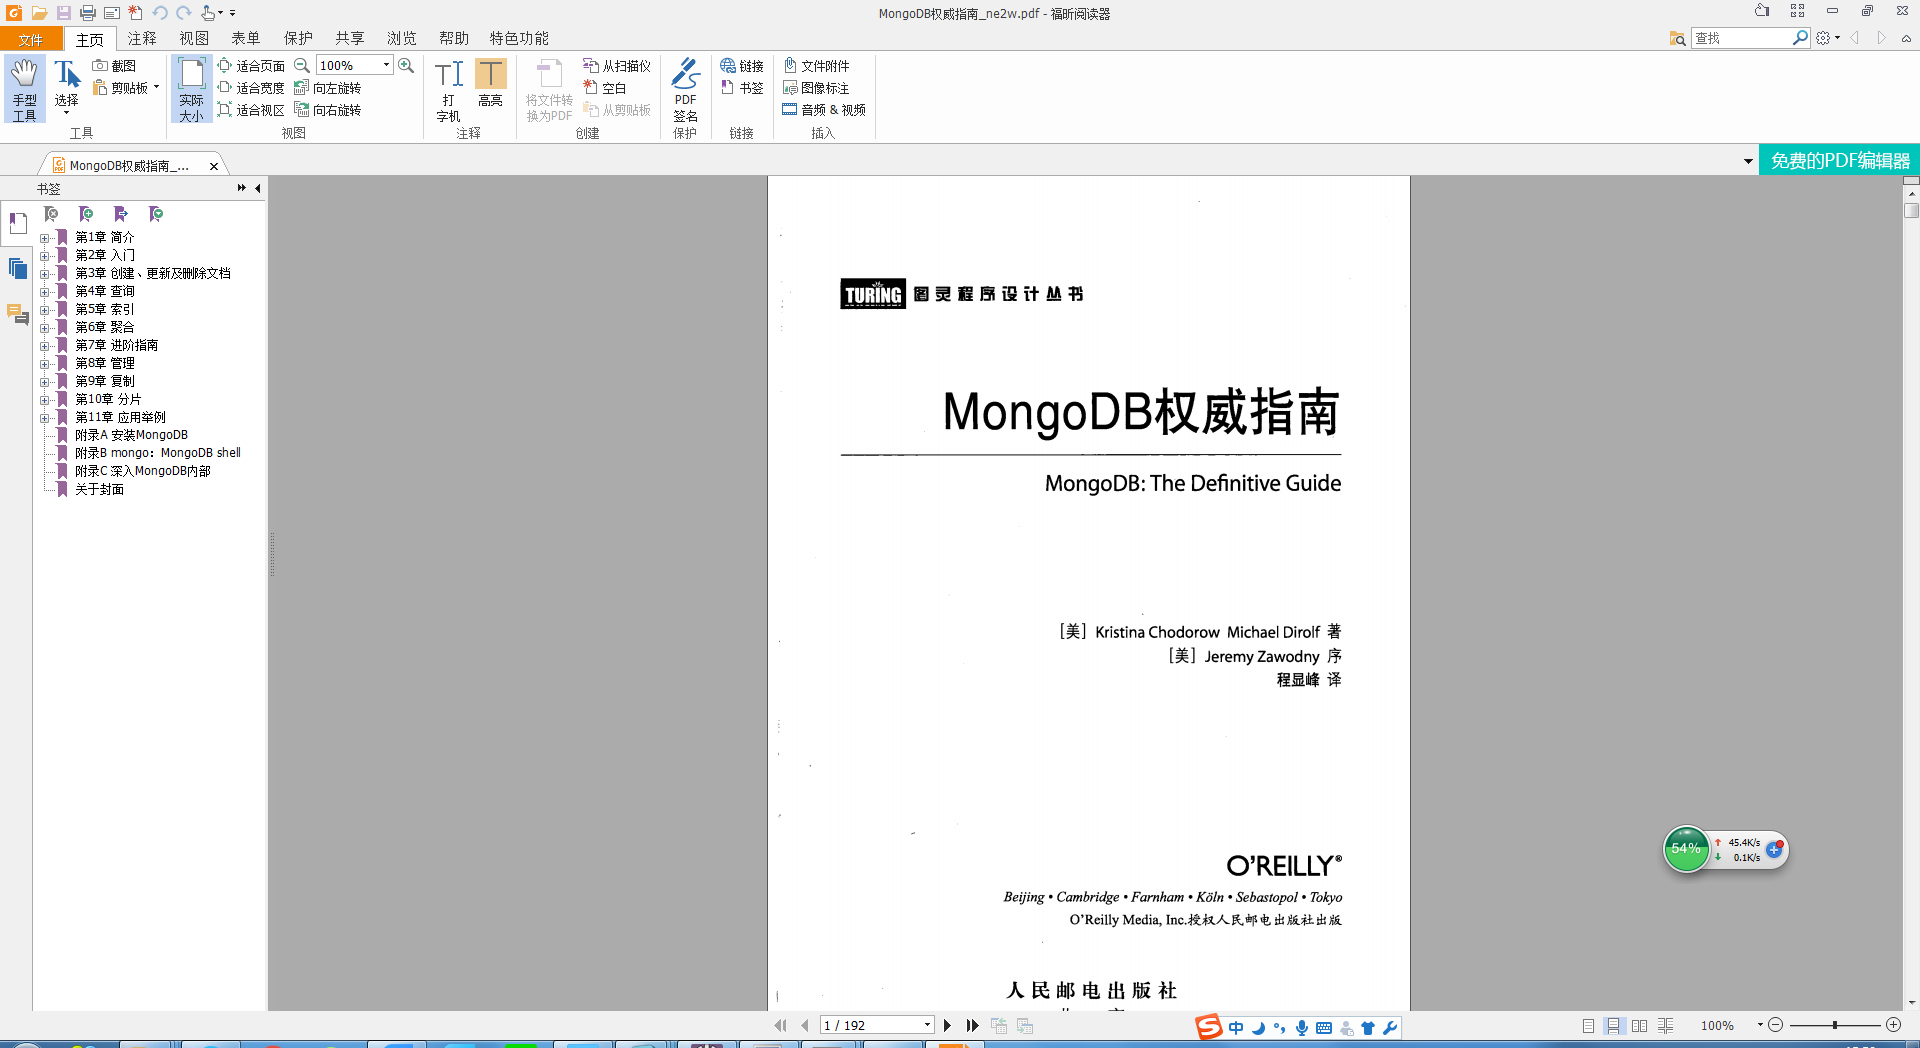 MongoDB权威指南_ne2w.pdf - 福昕阅读器
文件 主页 注释 视图 表单 保护 共享 浏览 帮助 特色功能
查找
手型工具
选择
截图
剪贴板
工具
实际大小
适合页面
适合宽度
适合视区
100%
向左旋转
向右旋转
视图
打字机
高亮
注释
将文件转换为PDF
从扫描仪
空白
从剪贴板
创建
PDF签名
保护
链接
书签
链接
文件附件
图像标注
音频 & 视频
插入
MongoDB权威指南_...
免费的PDF编辑器
书签
第1章 简介
第2章 入门
第3章 创建、更新及删除文档
第4章 查询
第5章 索引
第6章 聚合
第7章 进阶指南
第8章 管理
第9章 复制
第10章 分片
第11章 应用举例
附录A 安装MongoDB
附录B mongo：MongoDB shell
附录C 深入MongoDB内部
关于封面
TURING 图灵程序设计丛书
MongoDB权威指南
MongoDB: The Definitive Guide
[美] Kristina Chodorow Michael Dirolf 著
[美] Jeremy Zawodny 序
程显峰 译
O'REILLY®
Beijing • Cambridge • Farnham • Köln • Sebastopol • Tokyo
O'Reilly Media, Inc.授权人民邮电出版社出版
人民邮电出版社
54%
45.4K/s
0.1K/s
1 / 192
中
100%